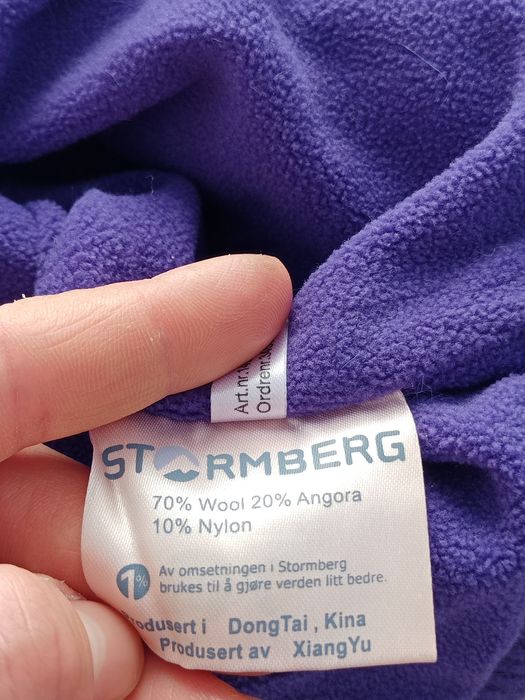 Art.nr.
Ordrenr.
STORMBERG
70% Wool 20% Angora
10% Nylon
1%
Av omsetningen i Stormberg
brukes til å gjøre verden litt bedre.
Produsert i DongTai, Kina
Produsert av XiangYu